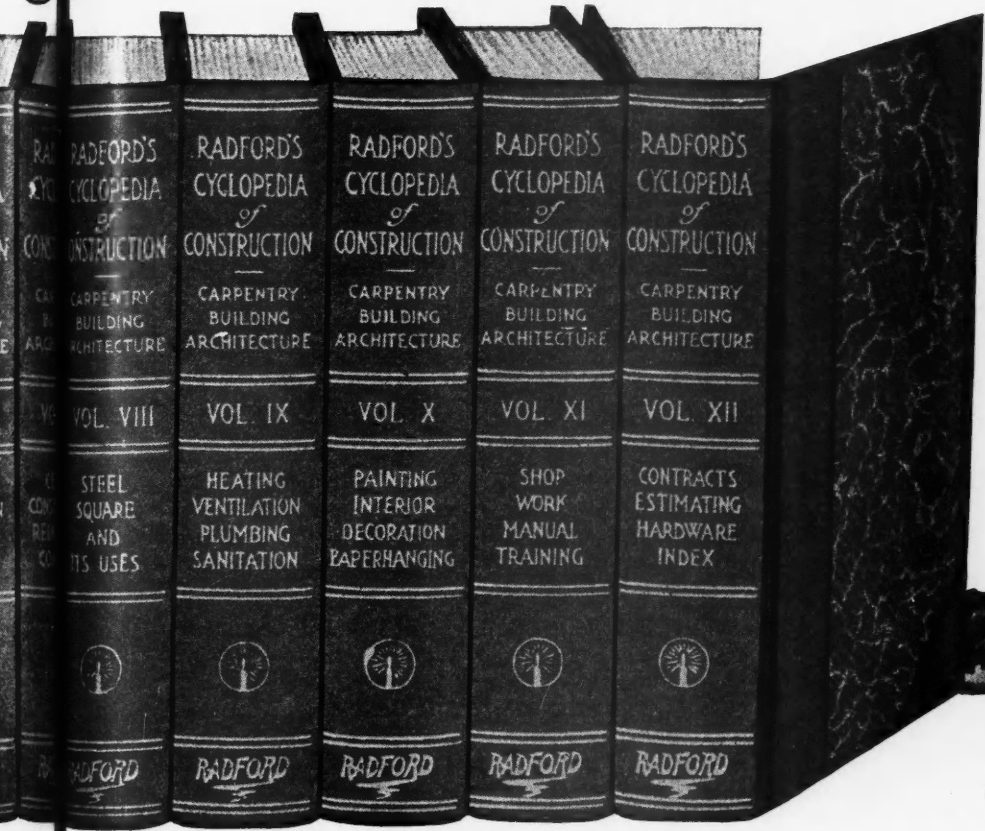 RADFORD'S
CYCLOPEDIA
of
CONSTRUCTION
CARPENTRY
BUILDING
ARCHITECTURE
VOL. VIII
STEEL
SQUARE
AND
ITS USES
RADFORD
RADFORD'S
CYCLOPEDIA
of
CONSTRUCTION
CARPENTRY
BUILDING
ARCHITECTURE
VOL. IX
HEATING
VENTILATION
PLUMBING
SANITATION
RADFORD
RADFORD'S
CYCLOPEDIA
of
CONSTRUCTION
CARPENTRY
BUILDING
ARCHITECTURE
VOL. X
PAINTING
INTERIOR
DECORATION
PAPERHANGING
RADFORD
RADFORD'S
CYCLOPEDIA
of
CONSTRUCTION
CARPENTRY
BUILDING
ARCHITECTURE
VOL. XI
SHOP
WORK
MANUAL
TRAINING
RADFORD
RADFORD'S
CYCLOPEDIA
of
CONSTRUCTION
CARPENTRY
BUILDING
ARCHITECTURE
VOL. XII
CONTRACTS
ESTIMATING
HARDWARE
INDEX
RADFORD